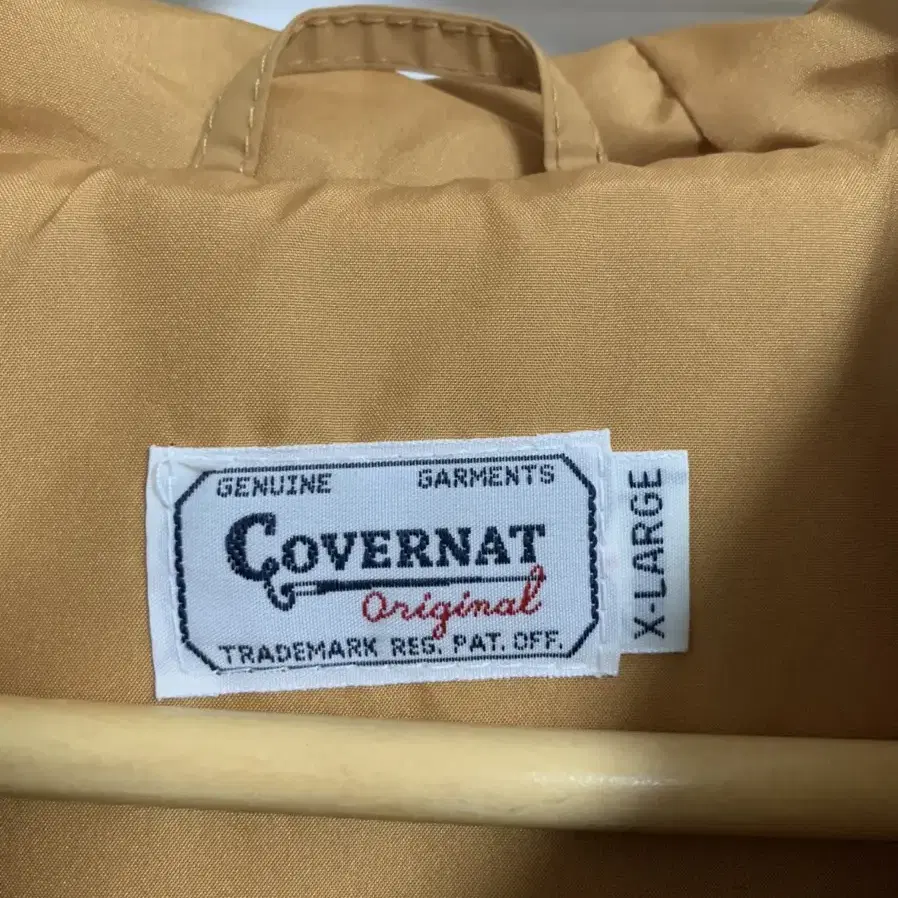 GENUINE GARMENTS
COVERNAT
Original
TRADEMARK REG. PAT. OFF.
X-LARGE